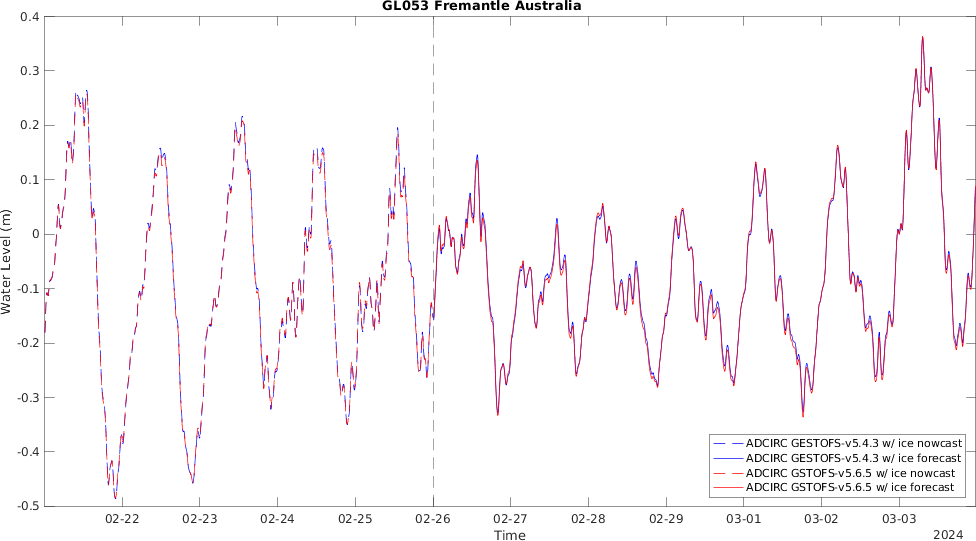 GL053 Fremantle Australia
0.4
0.3
0.2
0.1
0
-0.1
-0.2
-0.3
-0.4
-0.5
Water Level (m)
ADCIRC GESTOFS-v5.4.3 w/ ice nowcast
ADCIRC GESTOFS-v5.4.3 w/ ice forecast
ADCIRC GSTOFS-v5.6.5 w/ ice nowcast
ADCIRC GSTOFS-v5.6.5 w/ ice forecast
02-22 02-23 02-24 02-25 02-26 02-27 02-28 02-29 03-01 03-02 03-03
Time
2024